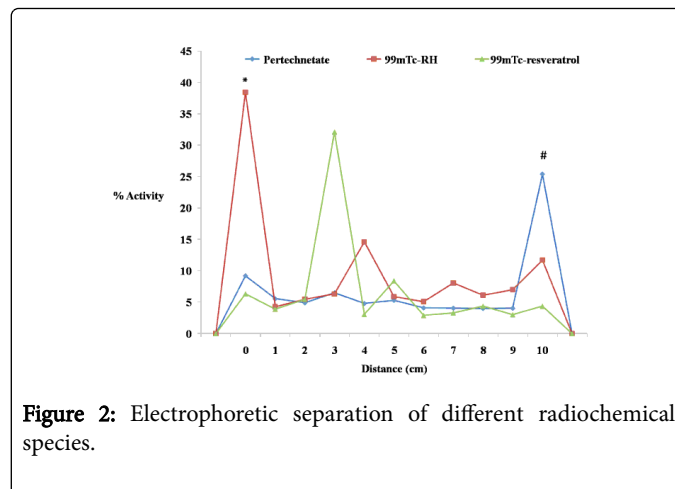 45
40
35
30
25
20
15
10
5
0
% Activity
Pertechnetate 99mTc-RH 99mTc-resveratrol
*
#
0 1 2 3 4 5 6 7 8 9 10
Distance (cm)
Figure 2: Electrophoretic separation of different radiochemical
species.